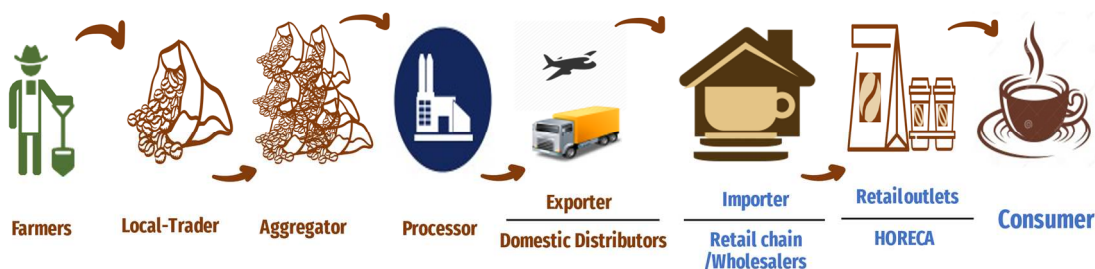 Farmers
Local-Trader
Aggregator
Processor
Exporter
Domestic Distributors
Importer
Retail chain
/Wholesalers
Retailoutlets
HORECA
Consumer